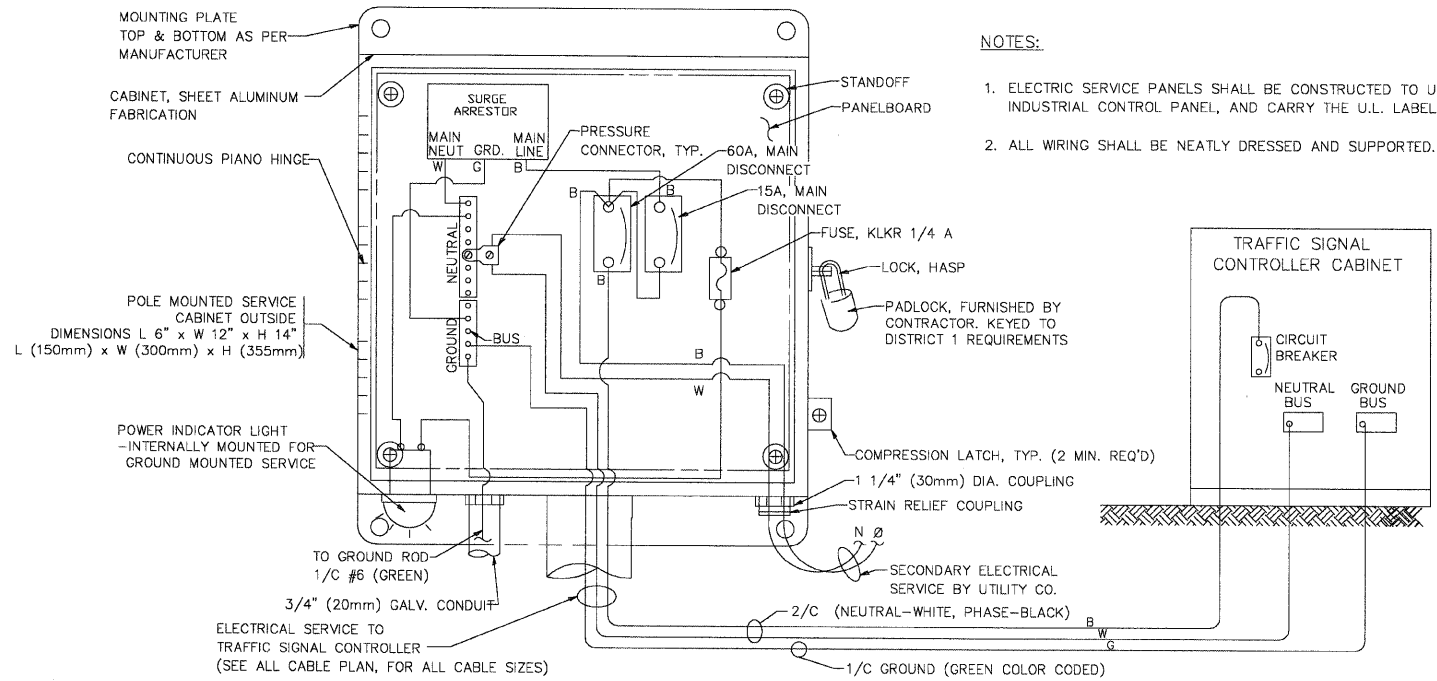 MOUNTING PLATE
TOP & BOTTOM AS PER
MANUFACTURER
CABINET, SHEET ALUMINUM
FABRICATION
CONTINUOUS PIANO HINGE
POLE MOUNTED SERVICE
CABINET OUTSIDE
DIMENSIONS L 6" x W 12" x H 14"
L (150mm) x W (300mm) x H (355mm)
POWER INDICATOR LIGHT
-INTERNALLY MOUNTED FOR
GROUND MOUNTED SERVICE
SURGE
ARRESTOR
MAIN
NEUT
GRD.
MAIN
LINE
W
G
B
PRESSURE
CONNECTOR, TYP.
NEUTRAL
GROUND
BUS
B
B
B
B
W
STANDOFF
PANELBOARD
60A, MAIN
DISCONNECT
15A, MAIN
DISCONNECT
FUSE, KLKR 1/4 A
LOCK, HASP
PADLOCK, FURNISHED BY
CONTRACTOR. KEYED TO
DISTRICT 1 REQUIREMENTS
COMPRESSION LATCH, TYP. (2 MIN. REQ'D)
1 1/4" (30mm) DIA. COUPLING
STRAIN RELIEF COUPLING
N Ø
SECONDARY ELECTRICAL
SERVICE BY UTILITY CO.
TO GROUND ROD
1/C #6 (GREEN)
3/4" (20mm) GALV. CONDUIT
ELECTRICAL SERVICE TO
TRAFFIC SIGNAL CONTROLLER
(SEE ALL CABLE PLAN, FOR ALL CABLE SIZES)
2/C (NEUTRAL-WHITE, PHASE-BLACK)
B
W
G
1/C GROUND (GREEN COLOR CODED)
NOTES:
1. ELECTRIC SERVICE PANELS SHALL BE CONSTRUCTED TO U
INDUSTRIAL CONTROL PANEL, AND CARRY THE U.L. LABEL
2. ALL WIRING SHALL BE NEATLY DRESSED AND SUPPORTED.
TRAFFIC SIGNAL
CONTROLLER CABINET
CIRCUIT
BREAKER
NEUTRAL
BUS
GROUND
BUS